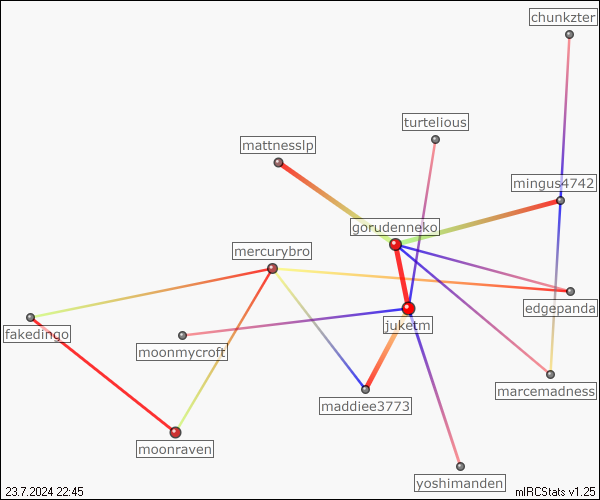 chunkzter
turtelious
mattnesslp
mingus4742
gorudenneko
mercurybro
edgepanda
juketm
fakedingo
moonmycroft
marcemadness
maddiee3773
moonraven
yoshimanden
23.7.2024 22:45
mIRCStats v1.25